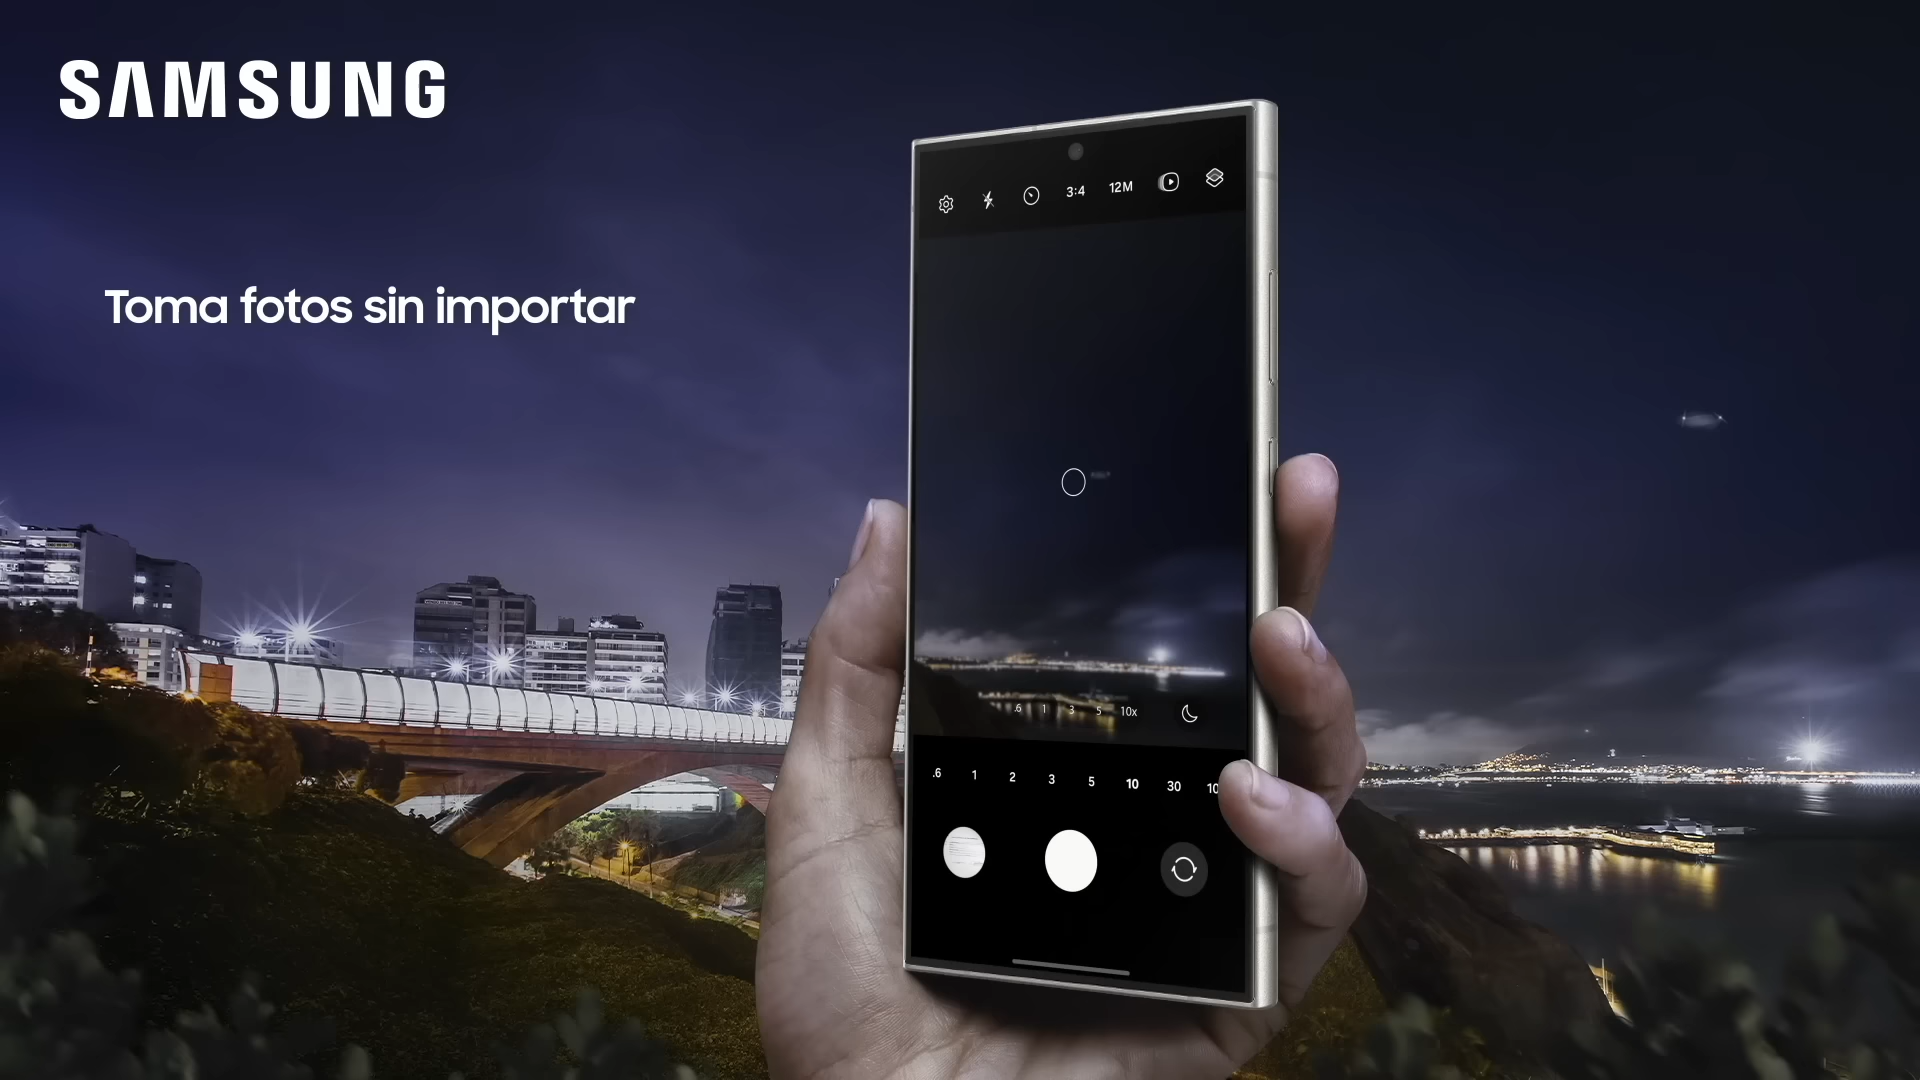 SAMSUNG
Toma fotos sin importar
3:4 12M
.6 1 3 5 10x
.6 1 2 3 5 10 30